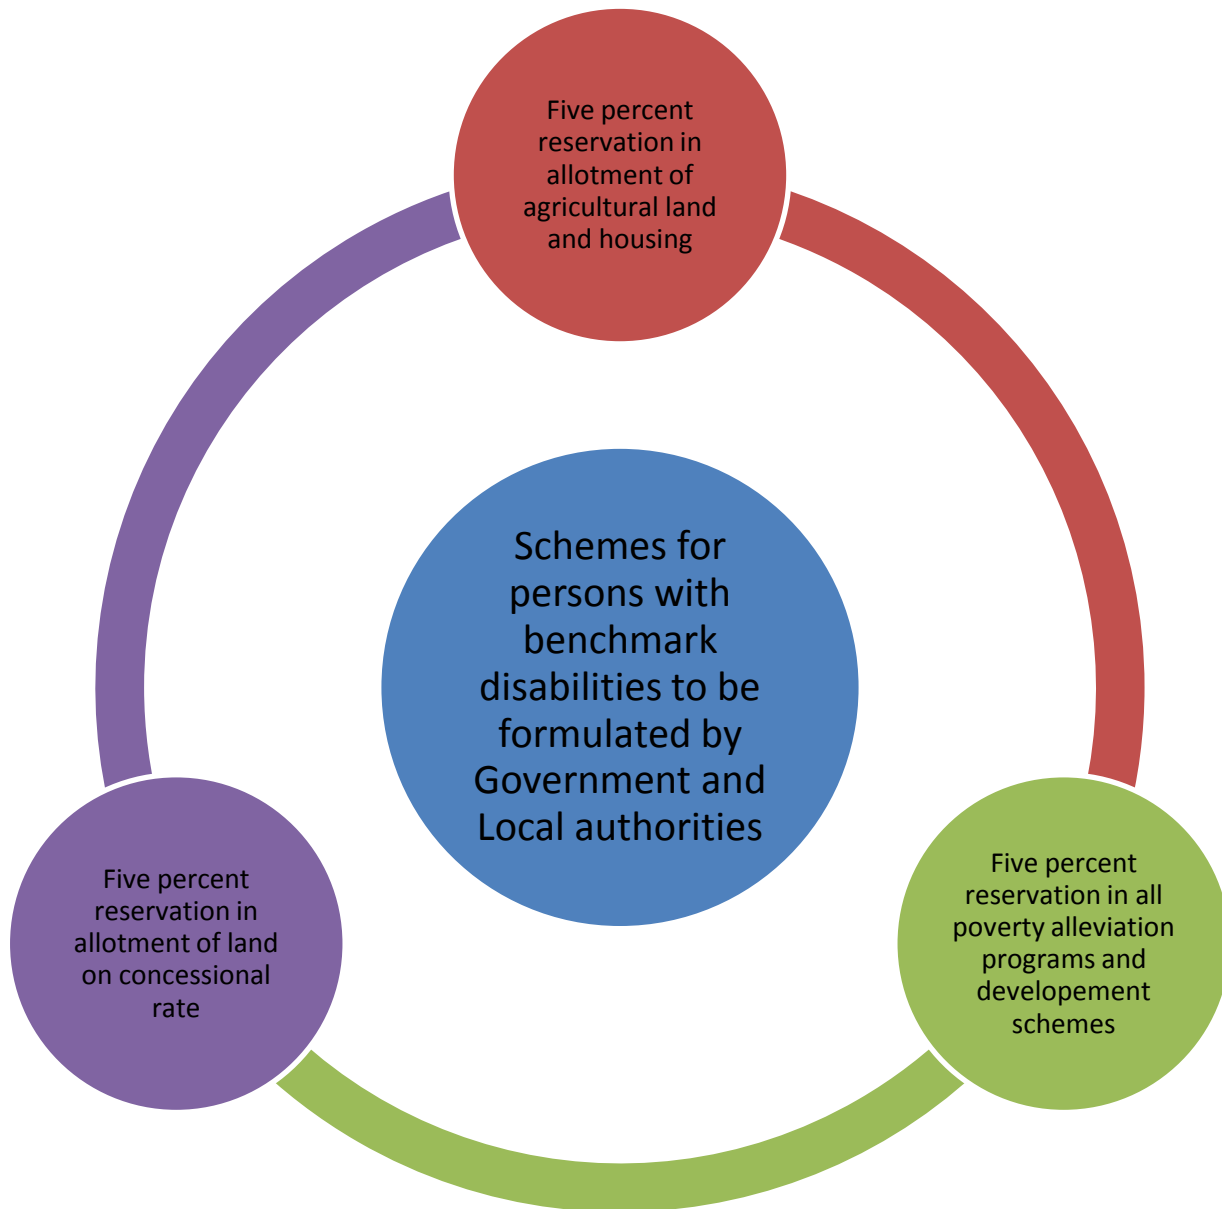 Five percent
reservation in
allotment of
agricultural land
and housing
Schemes for
persons with
benchmark
disabilities to be
formulated by
Government and
Local authorities
Five percent
reservation in all
poverty alleviation
programs and
developement
schemes
Five percent
reservation in
allotment of land
on concessional
rate